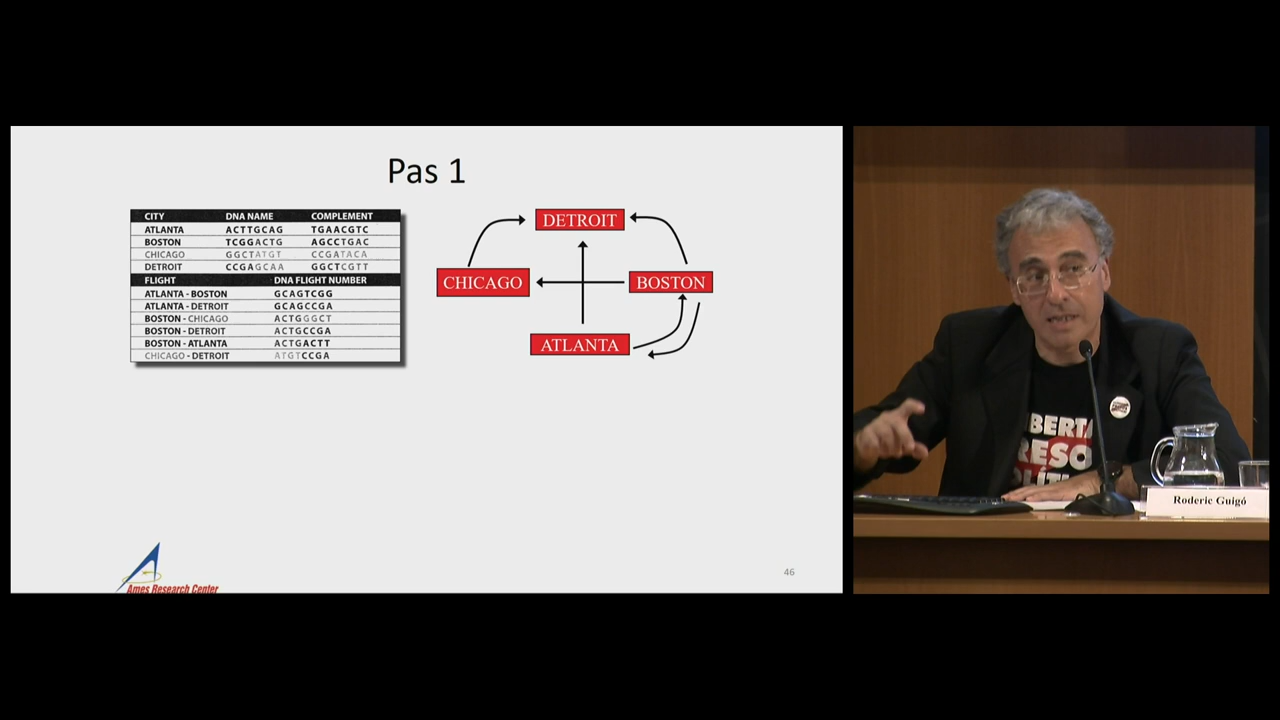 Pas 1
CITY DNA NAME COMPLEMENT
ATLANTA ACTTGCAG TGAACGTC
BOSTON TCGGACTG AGCCTGAC
CHICAGO GGCTATGT CCGATACA
DETROIT CCGAGCAA GGCTCGTT
FLIGHT DNA FLIGHT NUMBER
ATLANTA - BOSTON GCAGTCGG
ATLANTA - DETROIT GCAGCCGA
BOSTON - CHICAGO ACTGGGCT
BOSTON - DETROIT ACTGCCGA
BOSTON - ATLANTA ACTGACTT
CHICAGO - DETROIT ATGTCCGA
DETROIT
CHICAGO
BOSTON
ATLANTA
Ames Research Center
46
Roderic Guigó